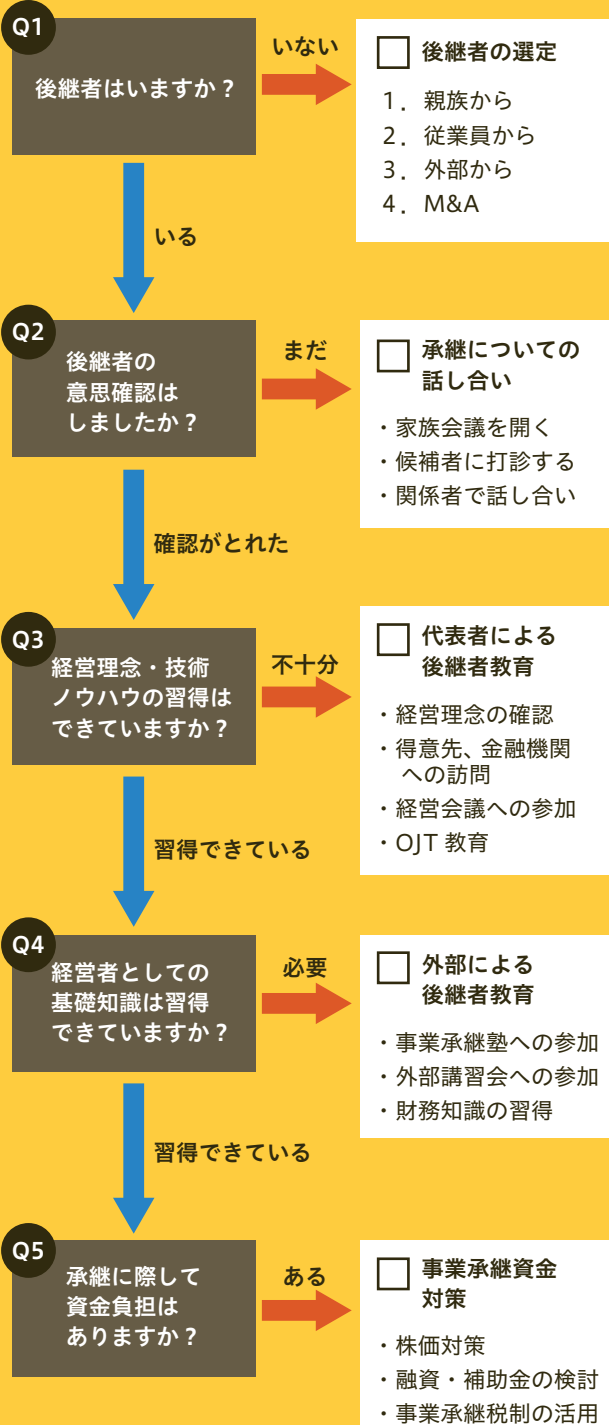 Q1
後継者はいますか？
いない
□ 後継者の選定
1．親族から
2．従業員から
3．外部から
4．M&A
いる
Q2
後継者の
意思確認は
しましたか？
まだ
□ 承継についての
話し合い
・家族会議を開く
・候補者に打診する
・関係者で話し合い
確認がとれた
Q3
経営理念・技術
ノウハウの習得は
できていますか？
不十分
□ 代表者による
後継者教育
・経営理念の確認
・得意先、金融機関
への訪問
・経営会議への参加
・OJT 教育
習得できている
Q4
経営者としての
基礎知識は習得
できていますか？
必要
□ 外部による
後継者教育
・事業承継塾への参加
・外部講習会への参加
・財務知識の習得
習得できている
Q5
承継に際して
資金負担は
ありますか？
ある
□ 事業承継資金
対策
・株価対策
・融資・補助金の検討
・事業承継税制の活用